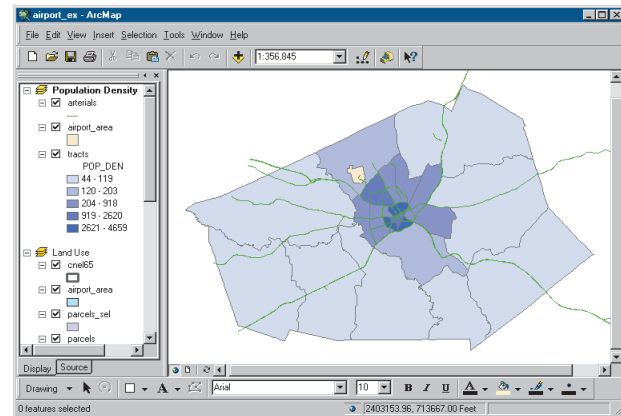 airport_ex - ArcMap
File Edit View Insert Selection Tools Window Help
1:356,845
Population Density
arterials
airport_area
tracts
POP_DEN
44 - 119
120 - 203
204 - 918
919 - 2620
2621 - 4659
Land Use
cnel65
airport_area
parcels_sel
parcels
Display Source
Drawing A Arial 10 B I U A
0 features selected 2403153.96, 713667.00 Feet